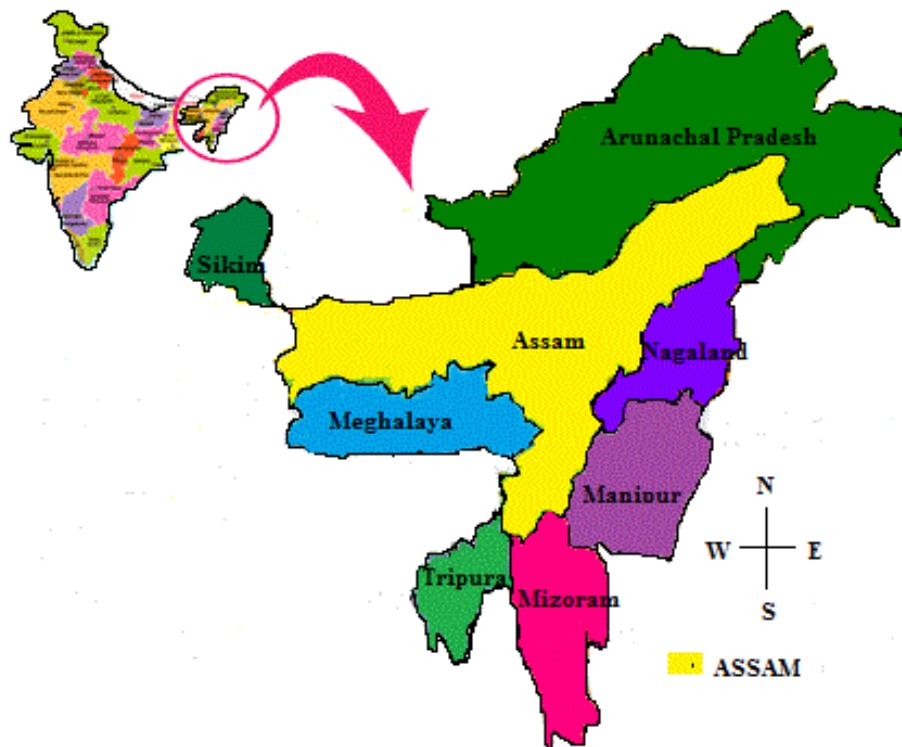 Arunachal Pradesh
Sikim
Assam
Nagaland
Meghalaya
Manipur
N
W E
S
Tripura
Mizoram
ASSAM